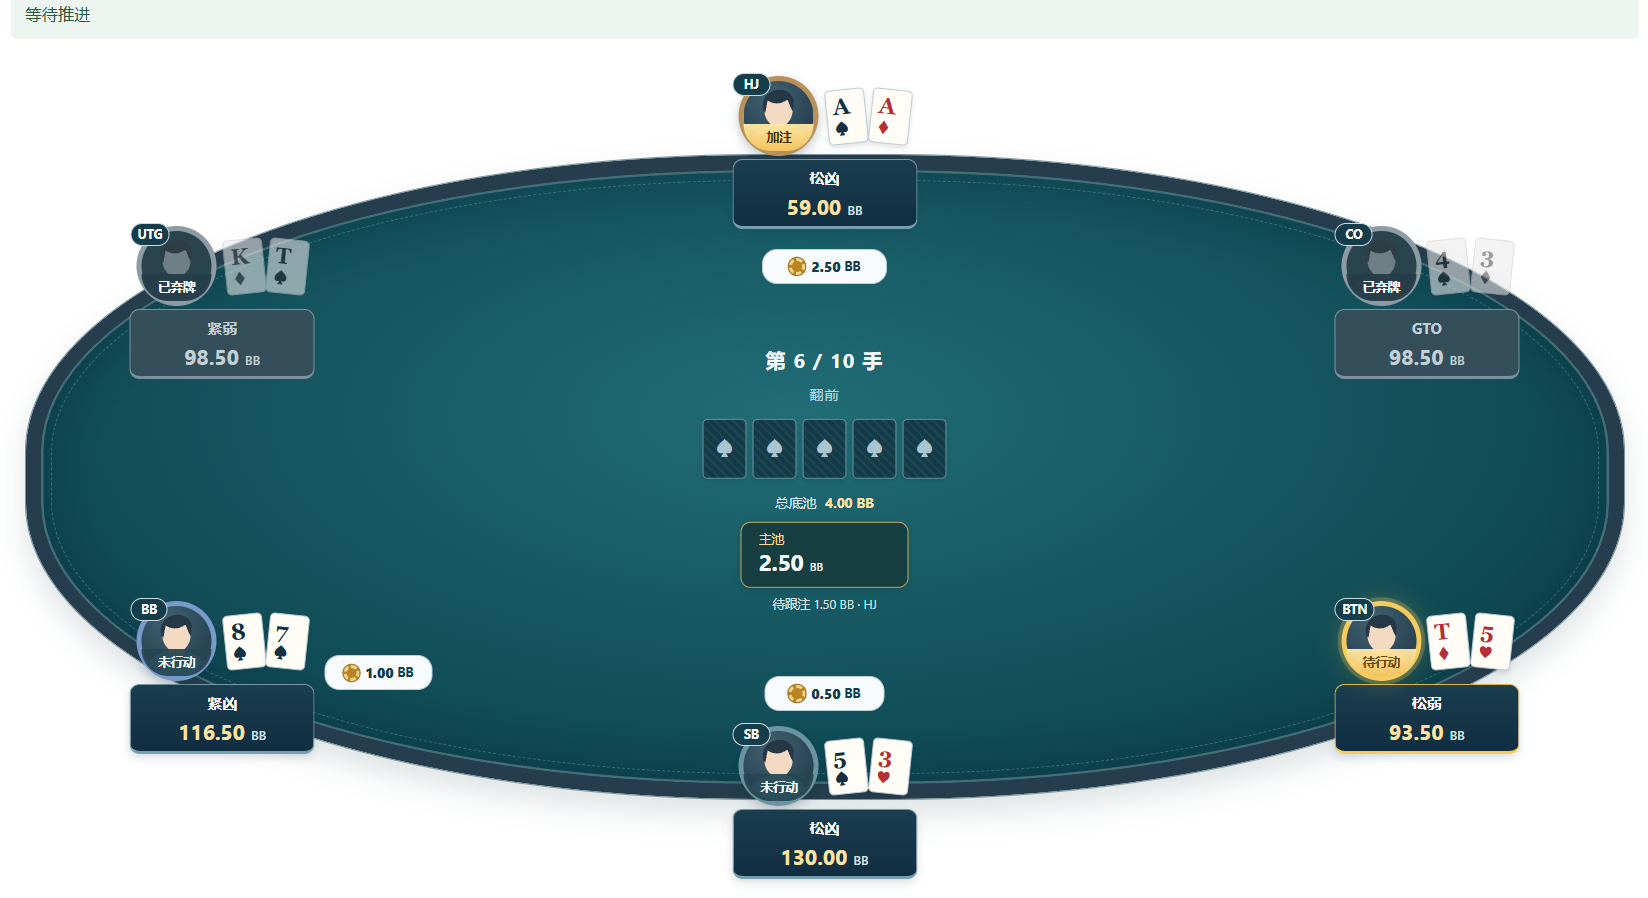 等待推进
HJ
加注
A A
松凶
59.00 BB
2.50 BB
UTG
已弃牌
K T
紧弱
98.50 BB
CO
已弃牌
4 3
GTO
98.50 BB
第 6 / 10 手
翻前
总底池 4.00 BB
主池
2.50 BB
待跟注 1.50 BB · HJ
BB
未行动
8 7
紧凶
116.50 BB
1.00 BB
0.50 BB
SB
未行动
5 3
松凶
130.00 BB
BTN
待行动
T 5
松弱
93.50 BB